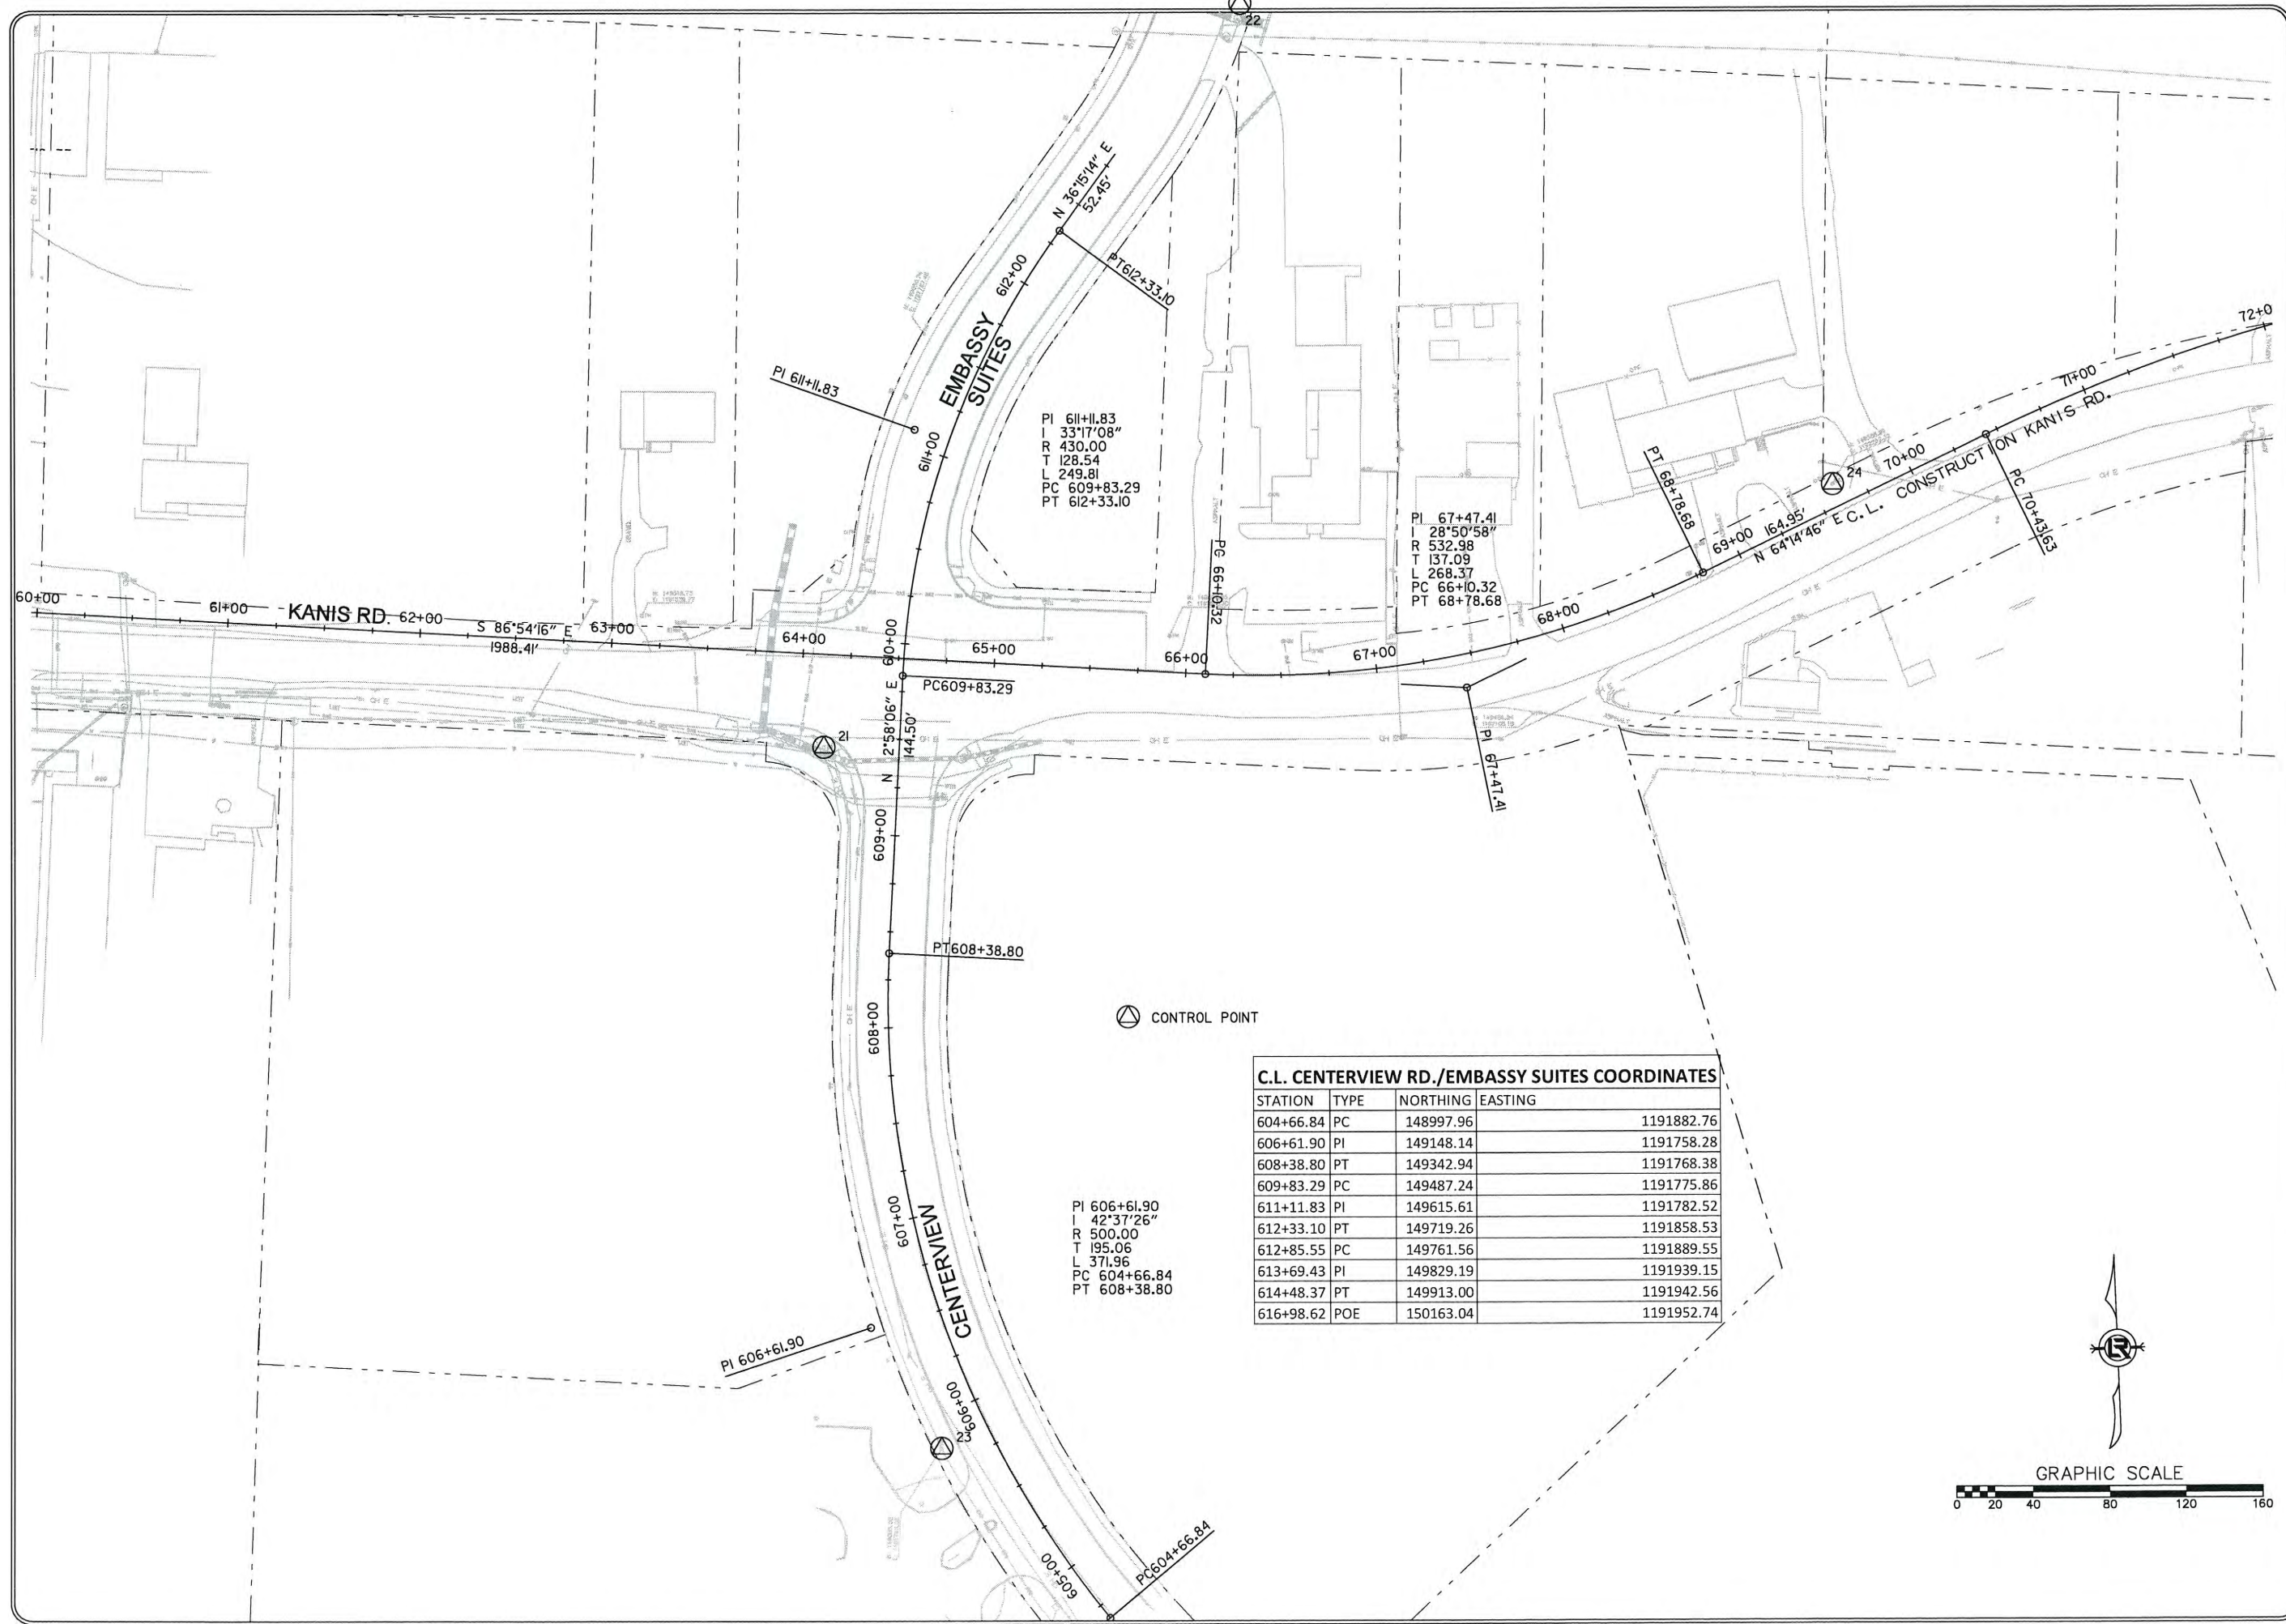 22
N 36°15'14" E
52.45'
PT612+33.10
612+00
EMBASSY
SUITES
PI 611+11.83
611+00
PI 611+11.83
I 33°17'08"
R 430.00
T 128.54
L 249.81
PC 609+83.29
PT 612+33.10
PI 67+47.41
I 28°50'58"
R 532.98
T 137.09
L 268.37
PC 66+10.32
PT 68+78.68
72+0
71+00
70+00
C.L. CONSTRUCTION KANIS RD.
24
PC 70+43.63
PT 68+78.68
69+00
164.95'
N 64°14'46" E
68+00
67+00
PC 66+10.32
66+00
65+00
64+00
610+00
60+00
61+00
KANIS RD.
62+00
S 86°54'16" E
1988.41'
63+00
PC609+83.29
N 2°58'06" E
144.50'
21
PI 67+47.41
609+00
PT608+38.80
608+00
CONTROL POINT
C.L. CENTERVIEW RD./EMBASSY SUITES COORDINATES
STATION TYPE NORTHING EASTING
604+66.84 PC 148997.96 1191882.76
606+61.90 PI 149148.14 1191758.28
608+38.80 PT 149342.94 1191768.38
609+83.29 PC 149487.24 1191775.86
611+11.83 PI 149615.61 1191782.52
612+33.10 PT 149719.26 1191858.53
612+85.55 PC 149761.56 1191889.55
613+69.43 PI 149829.19 1191939.15
614+48.37 PT 149913.00 1191942.56
616+98.62 POE 150163.04 1191952.74
PI 606+61.90
I 42°37'26"
R 500.00
T 195.06
L 371.96
PC 604+66.84
PT 608+38.80
607+00
CENTERVIEW
PI 606+61.90
606+00
23
605+00
PC604+66.84
GRAPHIC SCALE
0 20 40 80 120 160